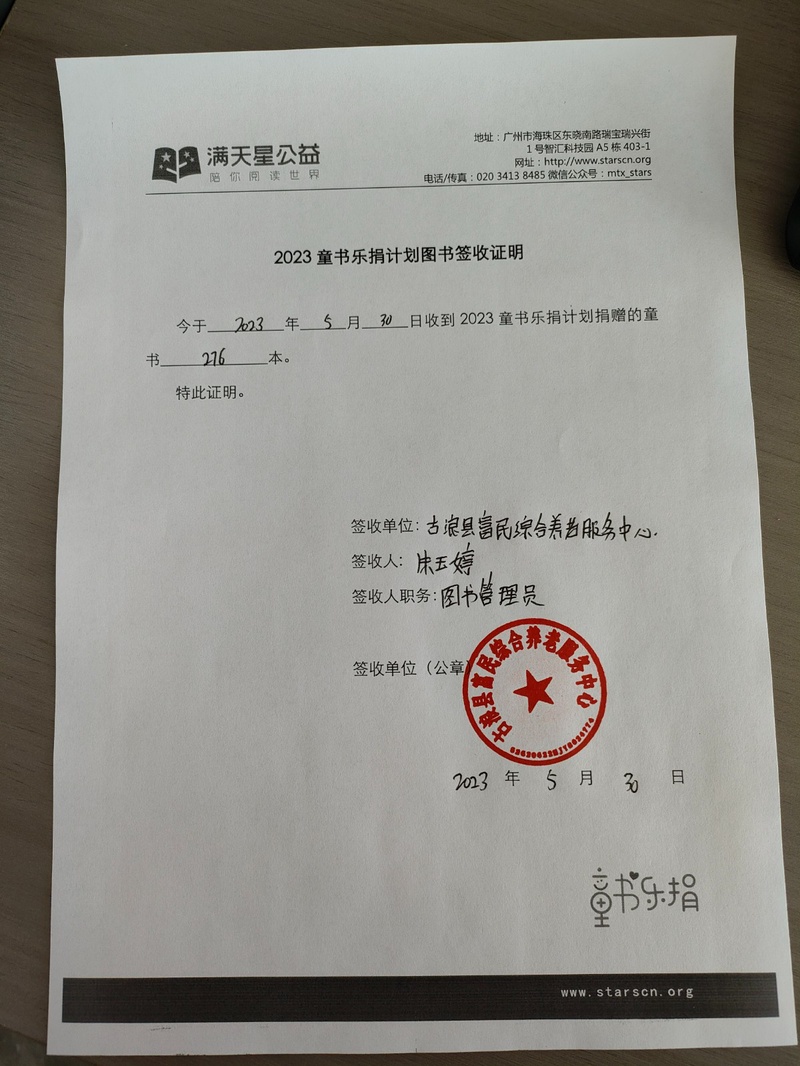 满天星公益
陪你阅读世界
地址：广州市海珠区东晓南路瑞宝瑞兴街
1号智汇科技园 A5 栋 403-1
网址：http://www.starscn.org
电话/传真：020 3413 8485 微信公众号：mtx_stars
2023 童书乐捐计划图书签收证明
今于 2023 年 5 月 30 日收到 2023 童书乐捐计划捐赠的童
书 276 本。
特此证明。
签收单位：古浪县富民综合养老服务中心.
签收人：朱玉婷
签收人职务：图书管理员
签收单位（公章
古浪县富民综合养老服务中心
2023 年 5 月 30 日
童书乐捐
www.starscn.org